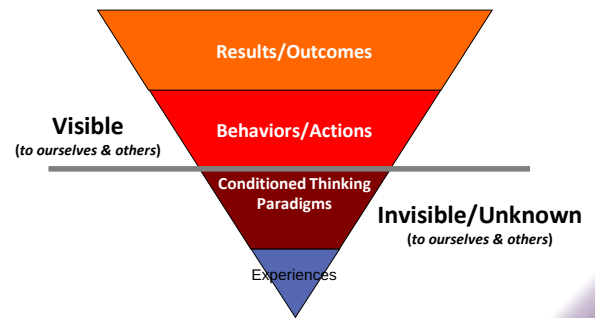 Results/Outcomes
Visible
(to ourselves & others)
Behaviors/Actions
Conditioned Thinking
Paradigms
Invisible/Unknown
(to ourselves & others)
Experiences